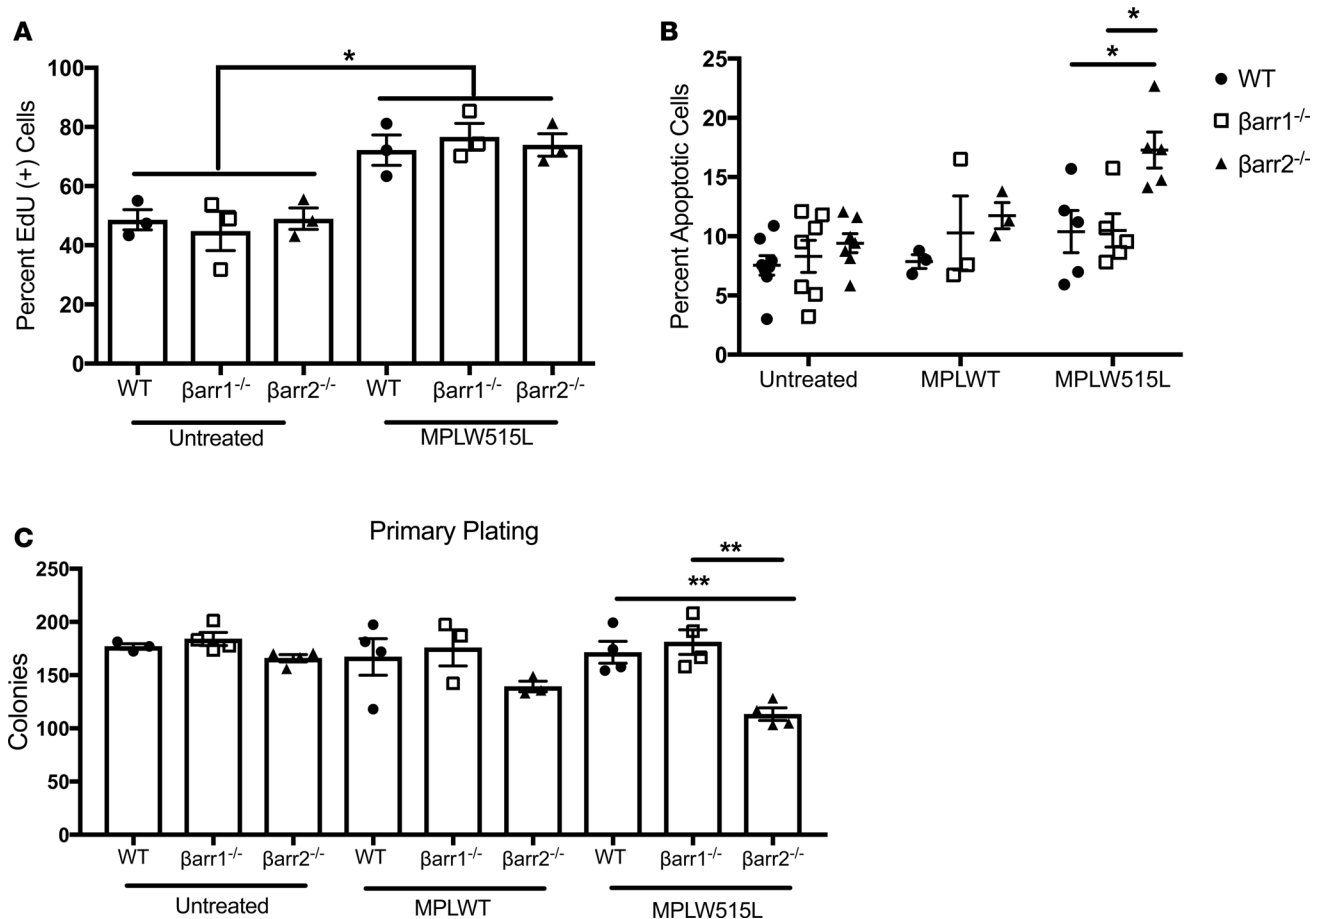 A
*
Percent EdU (+) Cells
100
80
60
40
20
0
WT βarr1-/- βarr2-/- WT βarr1-/- βarr2-/-
Untreated MPLW515L
B
*
*
Percent Apoptotic Cells
25
20
15
10
5
0
Untreated MPLWT MPLW515L
WT
βarr1-/-
βarr2-/-
C
Primary Plating
**
**
Colonies
250
200
150
100
50
0
WT βarr1-/- βarr2-/- WT βarr1-/- βarr2-/- WT βarr1-/- βarr2-/-
Untreated MPLWT MPLW515L